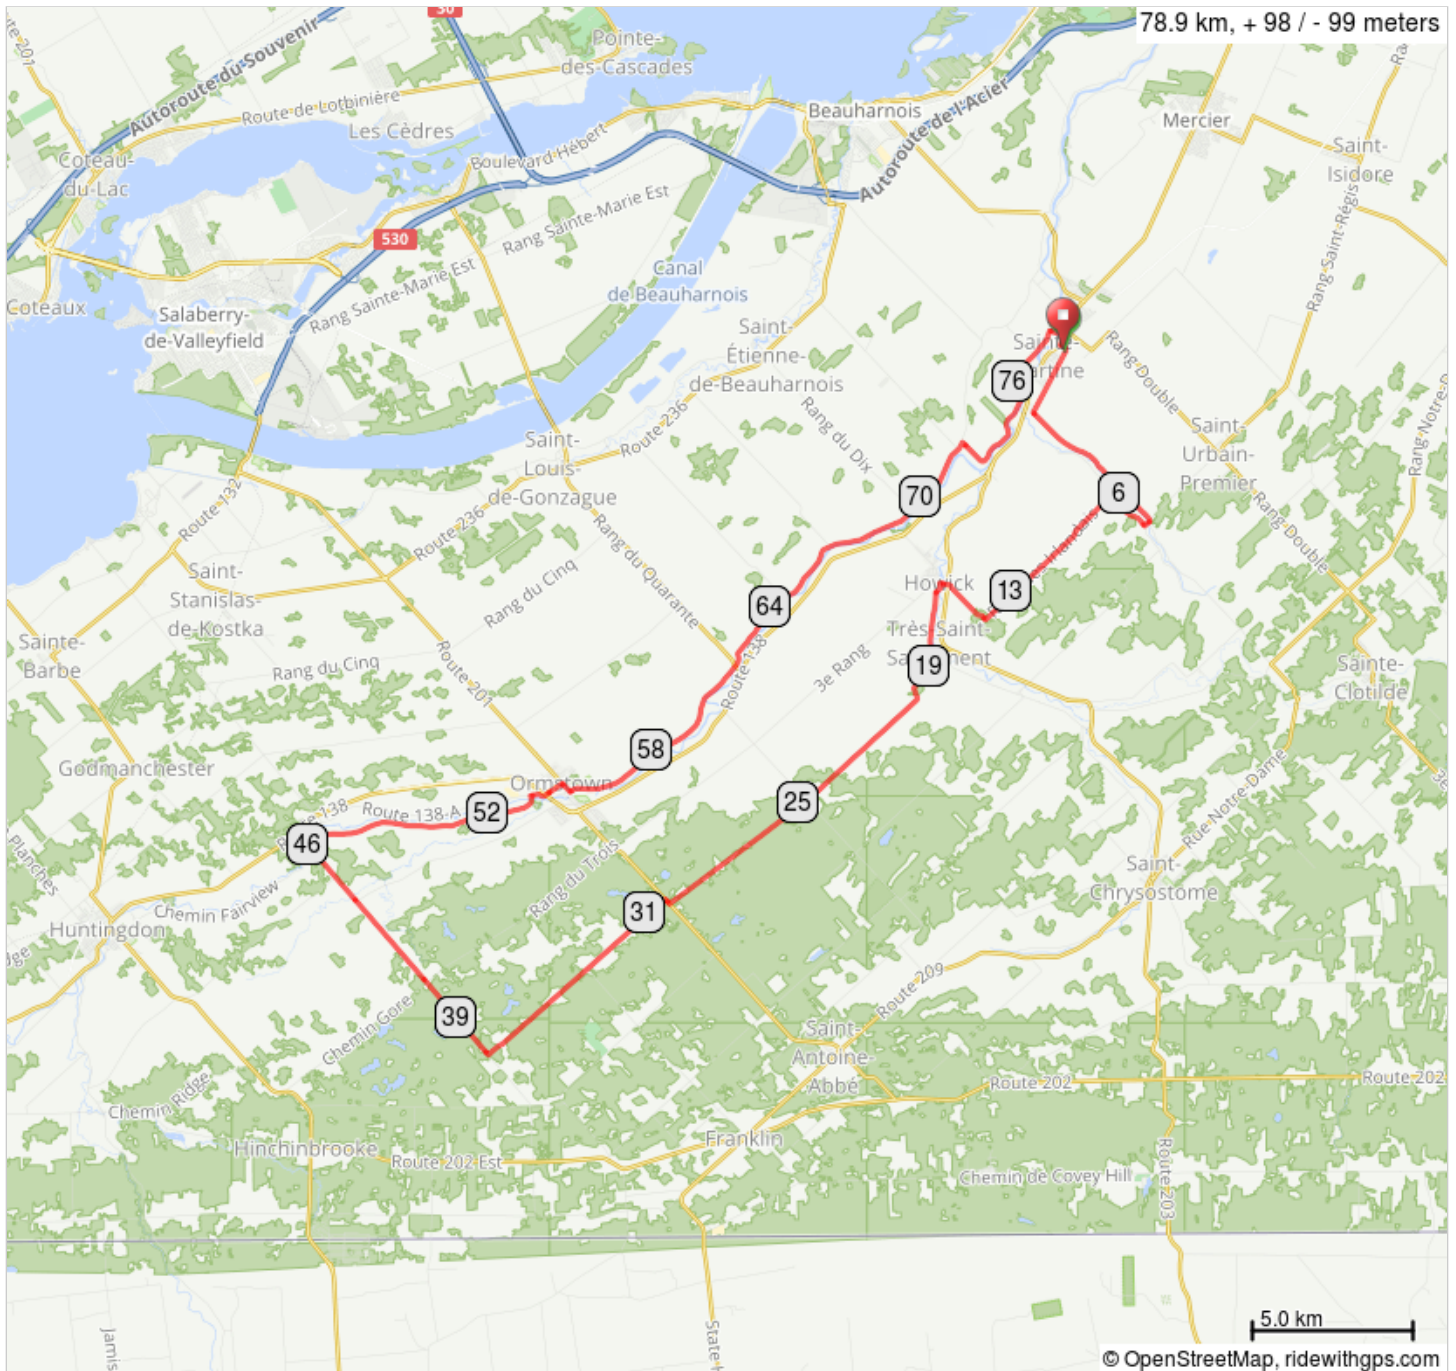 78.9 km, + 98 / - 99 meters
30
Autoroute du Souvenir
Pointe-
des-Cascades
Route de Lotbinière
Les Cèdres
Beauharnois
Autoroute de l'Acier
Mercier
Coteau-
du-Lac
Boulevard Hébert
Saint-
Isidore
530
Rang Sainte-Marie Est
Rang Sainte-Marie Est
Canal
de Beauharnois
Rang Saint-Régis
Coteaux
Salaberry-
de-Valleyfield
Saint-
Étienne-
de-Beauharnois
76
Rang Double
Route 236
Rang du Dix
Saint-
Louis-
de-Gonzague
Saint-
Urbain-
Premier
Route 132
Route 236
70
6
Rang Double
Rang du Cinq
Rang du Quarante
Saint-
Stanislas-
de-Kostka
Howick
13
64
Sainte-
Barbe
Rang du Cinq
Route 201
Route 138
3e Rang
19
Sainte-
Clotilde
58
Godmanchester
Ormstown
Route 138-A
52
25
46
Rang du Trois
Rue Notre-Dame
Saint-
Chrysostome
Chemin Fairview
Huntingdon
31
Route 209
39
Chemin Gore
Saint-
Antoine-
Abbé
Route 202
Route 202
Chemin Ridge
Hinchinbrooke
Route 202 Est
Franklin
Chemin de Covey Hill
Route 203
5.0 km
© OpenStreetMap, ridewithgps.com